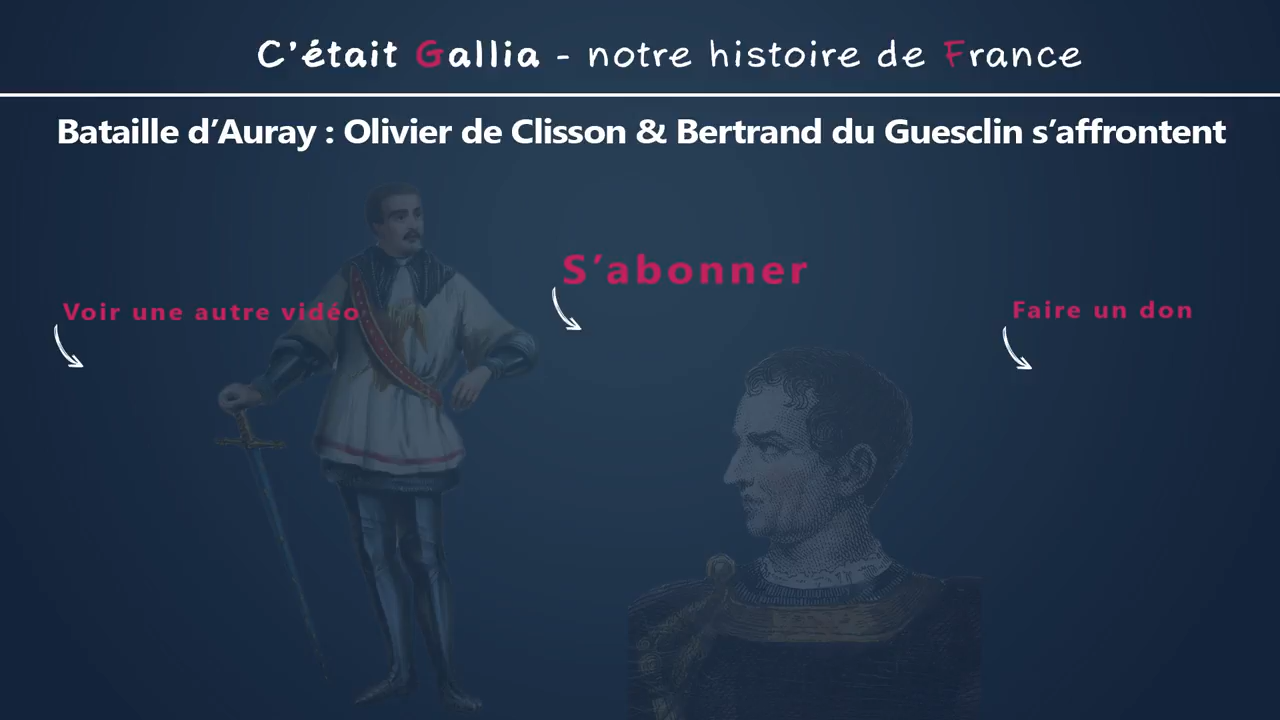 C'était Gallia - notre histoire de France
Bataille d'Auray : Olivier de Clisson & Bertrand du Guesclin s'affrontent
S'abonner
Voir une autre vidéo
Faire un don